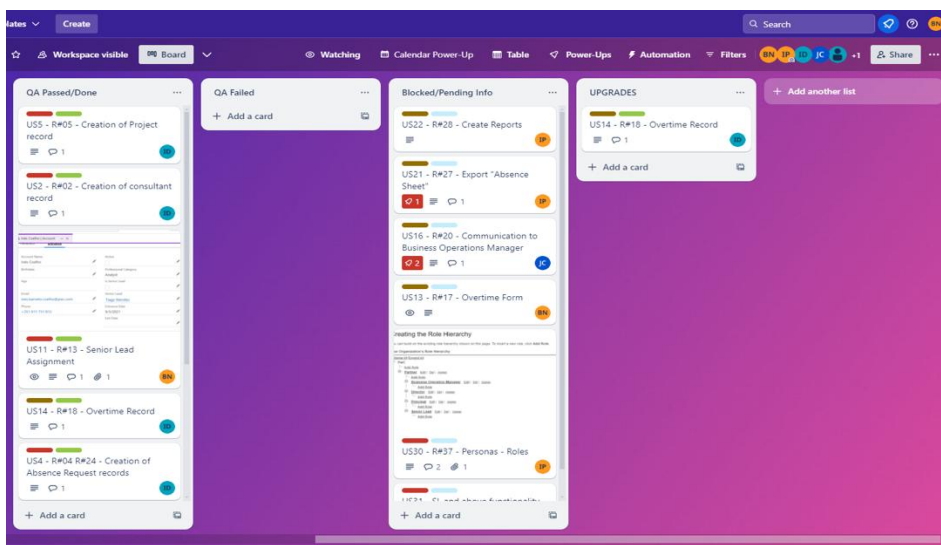 lates
Create
Search
BN
Workspace visible
Board
Watching
Calendar Power-Up
Table
Power-Ups
Automation
Filters
BN
IP
ID
JC
+1
Share
QA Passed/Done
US5 - R#05 - Creation of Project
record
1
ID
US2 - R#02 - Creation of consultant
record
1
ID
US11 - R#13 - Senior Lead
Assignment
1
1
BN
US14 - R#18 - Overtime Record
1
ID
US4 - R#04 R#24 - Creation of
Absence Request records
1
ID
+ Add a card
QA Failed
+ Add a card
Blocked/Pending Info
US22 - R#28 - Create Reports
IP
US21 - R#27 - Export "Absence
Sheet"
1
1
IP
US16 - R#20 - Communication to
Business Operations Manager
2
1
JC
US13 - R#17 - Overtime Form
BN
Creating the Role Hierarchy
US30 - R#37 - Personas - Roles
2
1
IP
US31 - SL and above functionality
+ Add a card
UPGRADES
US14 - R#18 - Overtime Record
1
ID
+ Add a card
+ Add another list